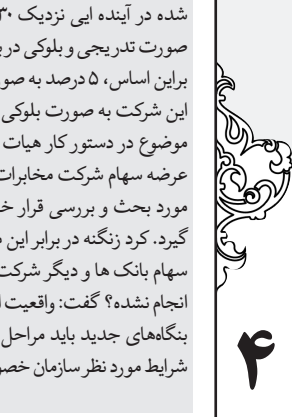 شده در آینده ایی نزدیک ۳۰
صورت تدریجی و بلوکی در
براین اساس، ۵ درصد به صو
این شرکت به صورت بلوکی
موضوع در دستور کار هیات
عرضه سهام شرکت مخابرات
مورد بحث و بررسی قرار خ
گیرد. کرد زنگنه در برابر این
سهام بانک ها و دیگر شرکت
انجام نشده؟ گفت: واقعیت ا
بنگاه‌های جدید باید مراحل
شرایط مورد نظر سازمان خصو
۴